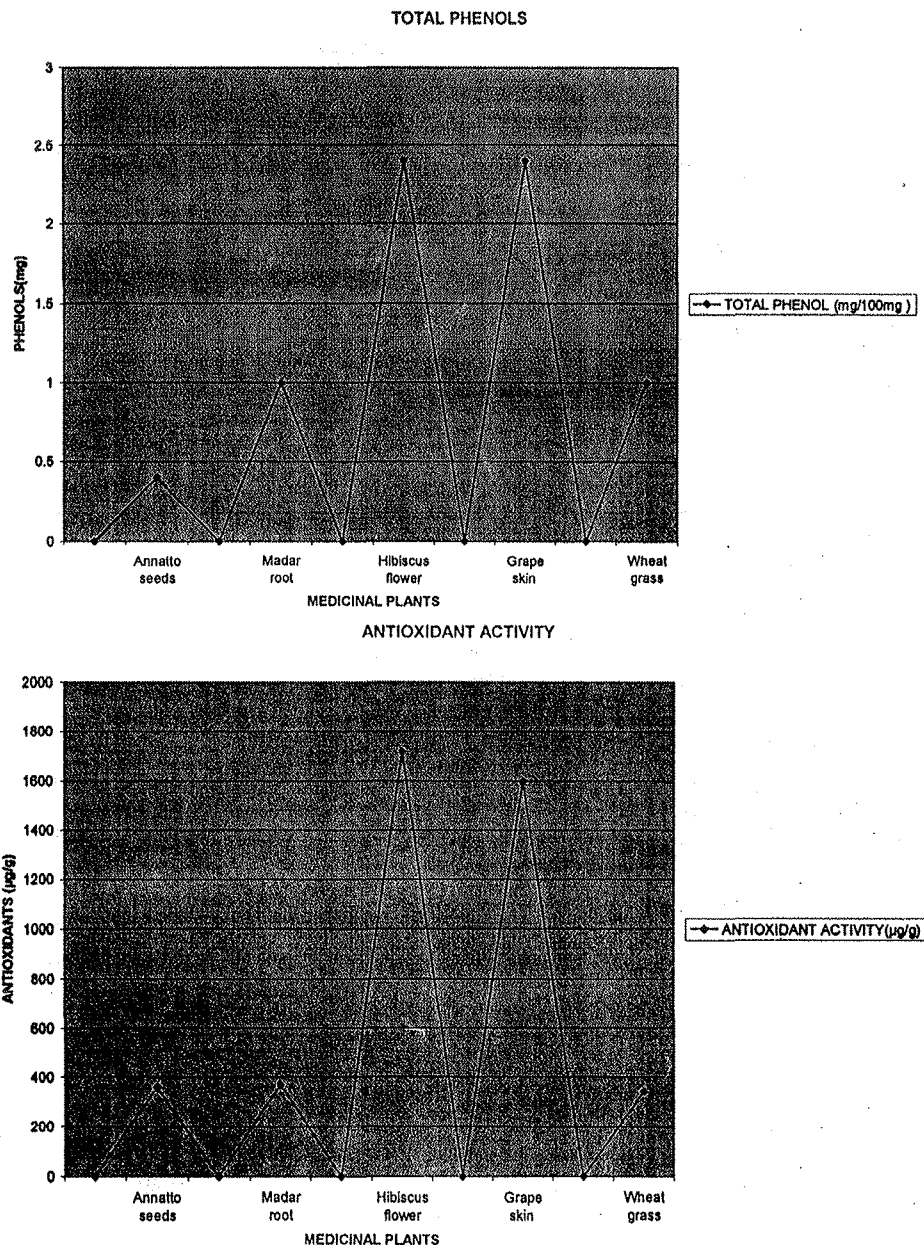 TOTAL PHENOLS
3
2.5
2
1.5
1
0.5
0
PHENOLS(mg)
Annatto seeds
Madar root
Hibiscus flower
Grape skin
Wheat grass
MEDICINAL PLANTS
TOTAL PHENOL (mg/100mg )
ANTIOXIDANT ACTIVITY
2000
1800
1600
1400
1200
1000
800
600
400
200
0
ANTIOXIDANTS (µg/g)
Annatto seeds
Madar root
Hibiscus flower
Grape skin
Wheat grass
MEDICINAL PLANTS
ANTIOXIDANT ACTIVITY(µg/g)